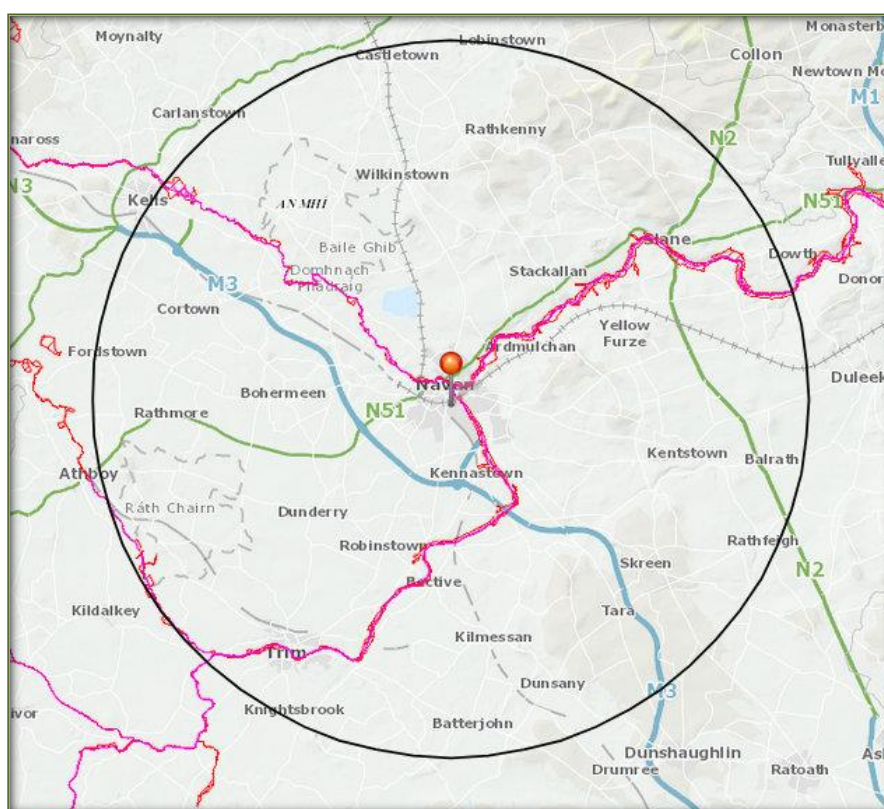 Moynalty
Lobinstown
Castletown
Collon
Newtown
M1
Carlanstown
Rathkenny
N2
Tullyalle
N3
Kells
Wilkinstown
AN MHÍ
N51
Baile Ghib
Slane
Dowth
Domhnach
Phádraig
Stackallan
Donor
M3
Cortown
Yellow
Furze
Fordstown
Ardmulchan
Duleek
Bohermeen
Navan
Rathmore
N51
Kentstown
Balrath
Athboy
Kennastown
Ráth Chairn
Dunderry
Robinstown
Rathfeigh
Skreen
N2
Bective
Kildalkey
Tara
Kilmessan
Trim
Dunsany
M3
Knightsbrook
Batterjohn
Dunshaughlin
Drumree
Ratoath